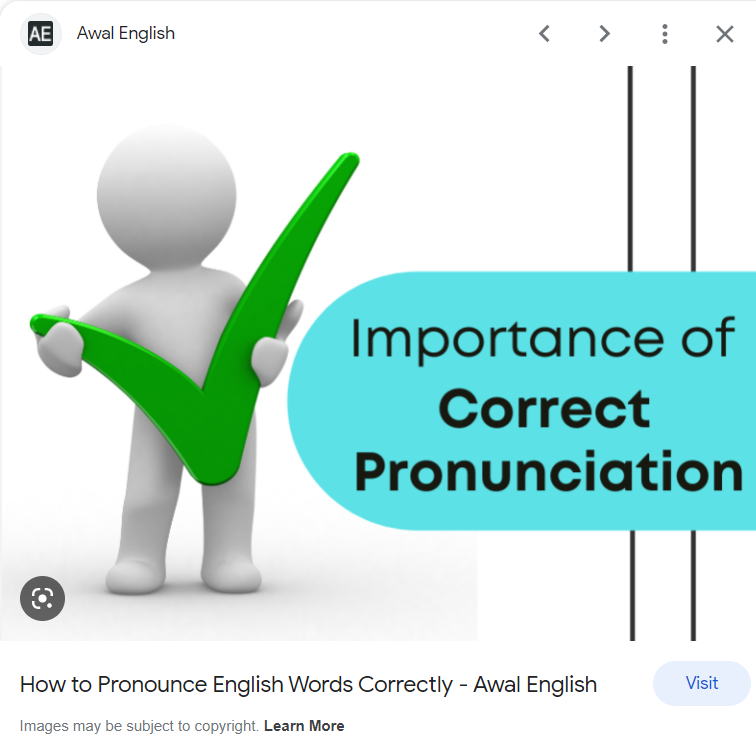 AE Awal English
Importance of
Correct
Pronunciation
How to Pronounce English Words Correctly - Awal English
Visit
Images may be subject to copyright. Learn More